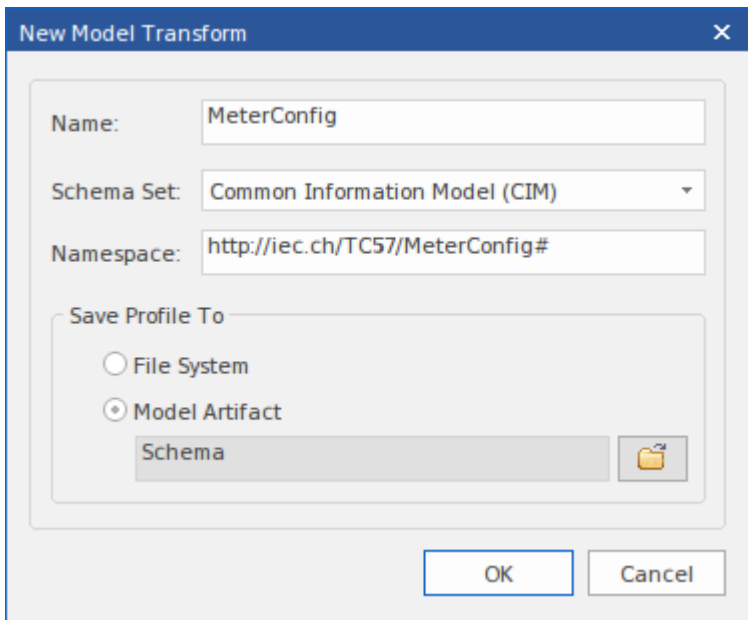 New Model Transform
Name: MeterConfig
Schema Set: Common Information Model (CIM)
Namespace: http://iec.ch/TC57/MeterConfig#
Save Profile To
File System
Model Artifact
Schema
OK Cancel